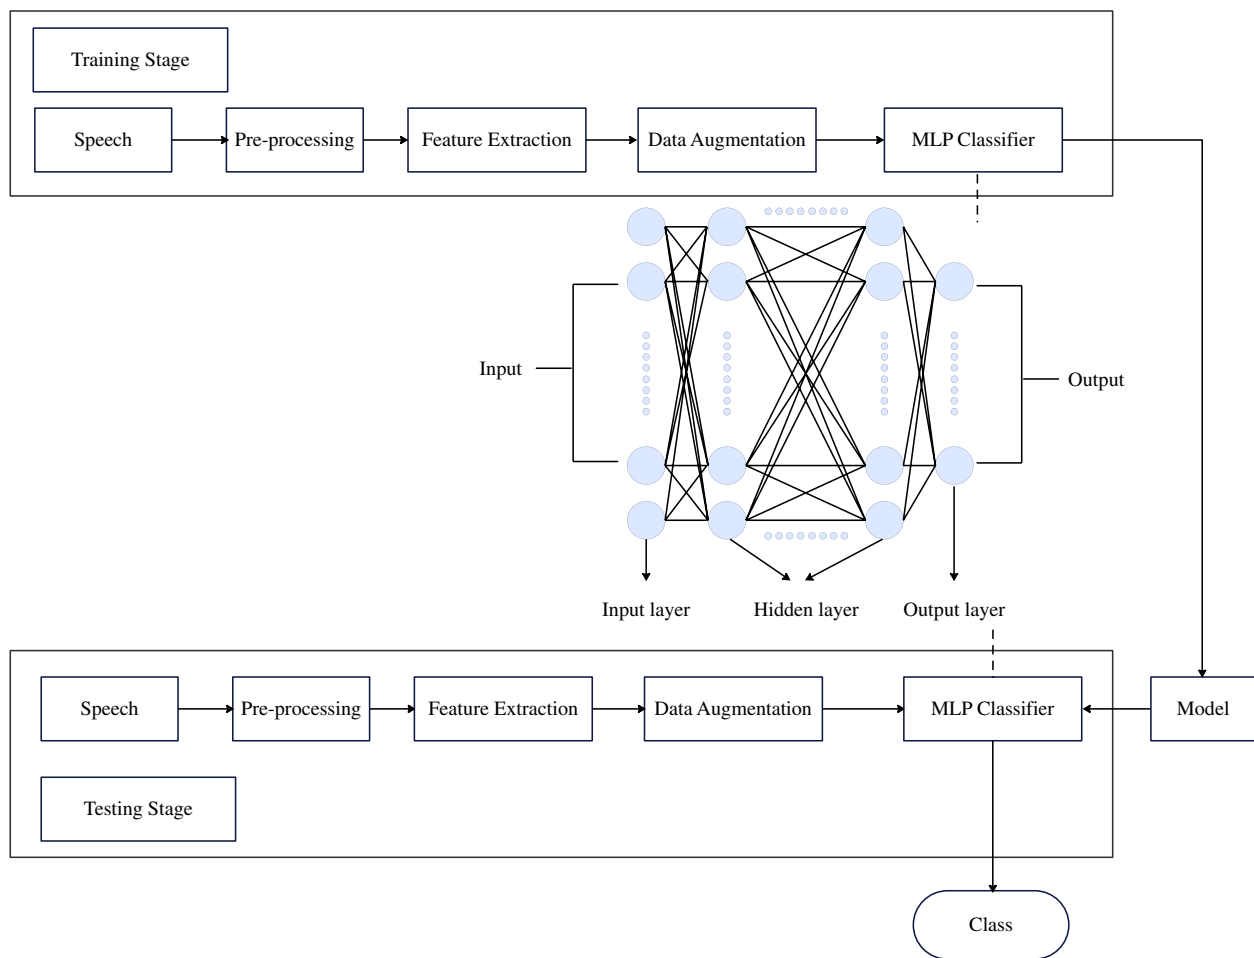 Training Stage
Speech
Pre-processing
Feature Extraction
Data Augmentation
MLP Classifier
Input
Output
Input layer
Hidden layer
Output layer
Speech
Pre-processing
Feature Extraction
Data Augmentation
MLP Classifier
Model
Testing Stage
Class